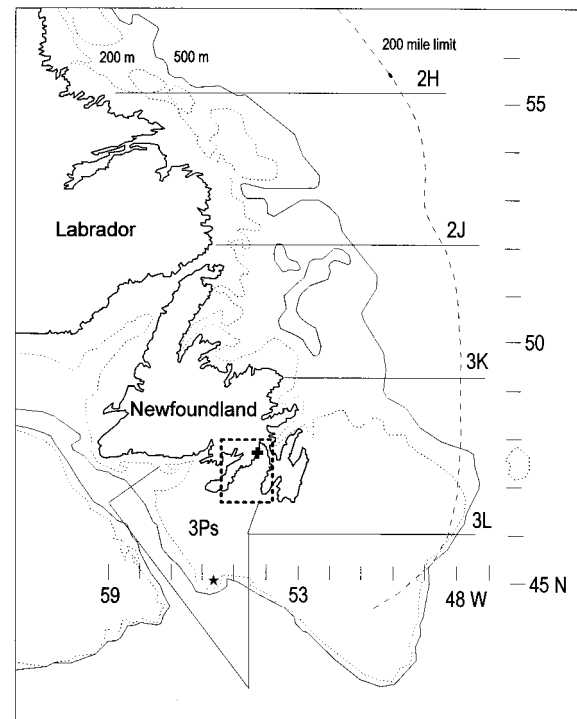 200 m
500 m
200 mile limit
2H
55
Labrador
2J
50
3K
Newfoundland
3Ps
3L
59
53
48 W
45 N